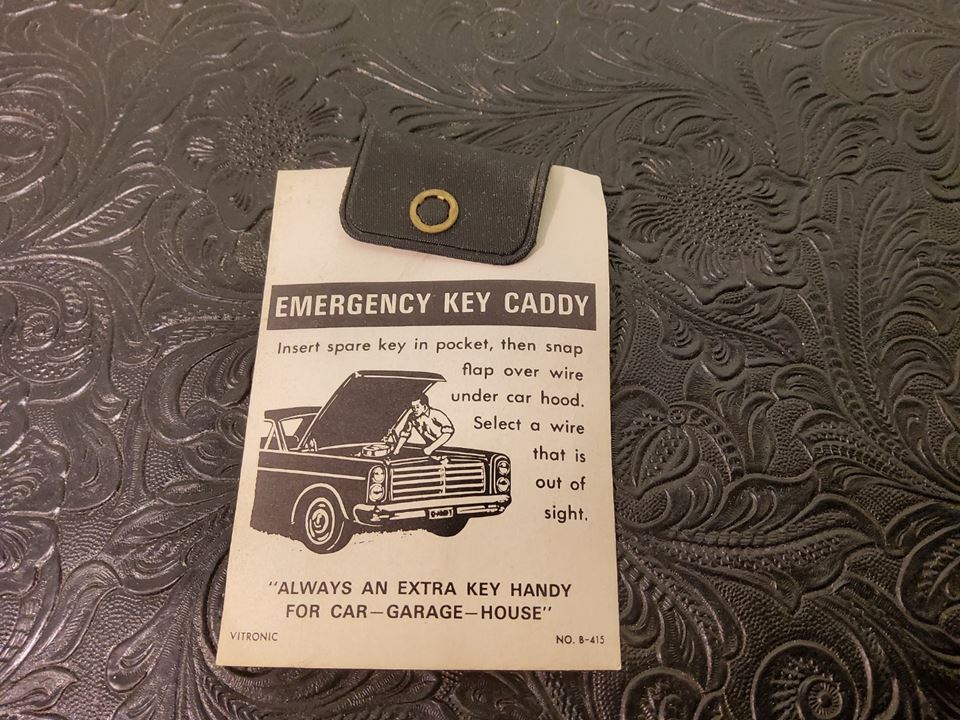 EMERGENCY KEY CADDY
Insert spare key in pocket, then snap
flap over wire
under car hood.
Select a wire
that is
out of
sight.
"ALWAYS AN EXTRA KEY HANDY
FOR CAR—GARAGE—HOUSE"
VITRONIC
NO. B-415